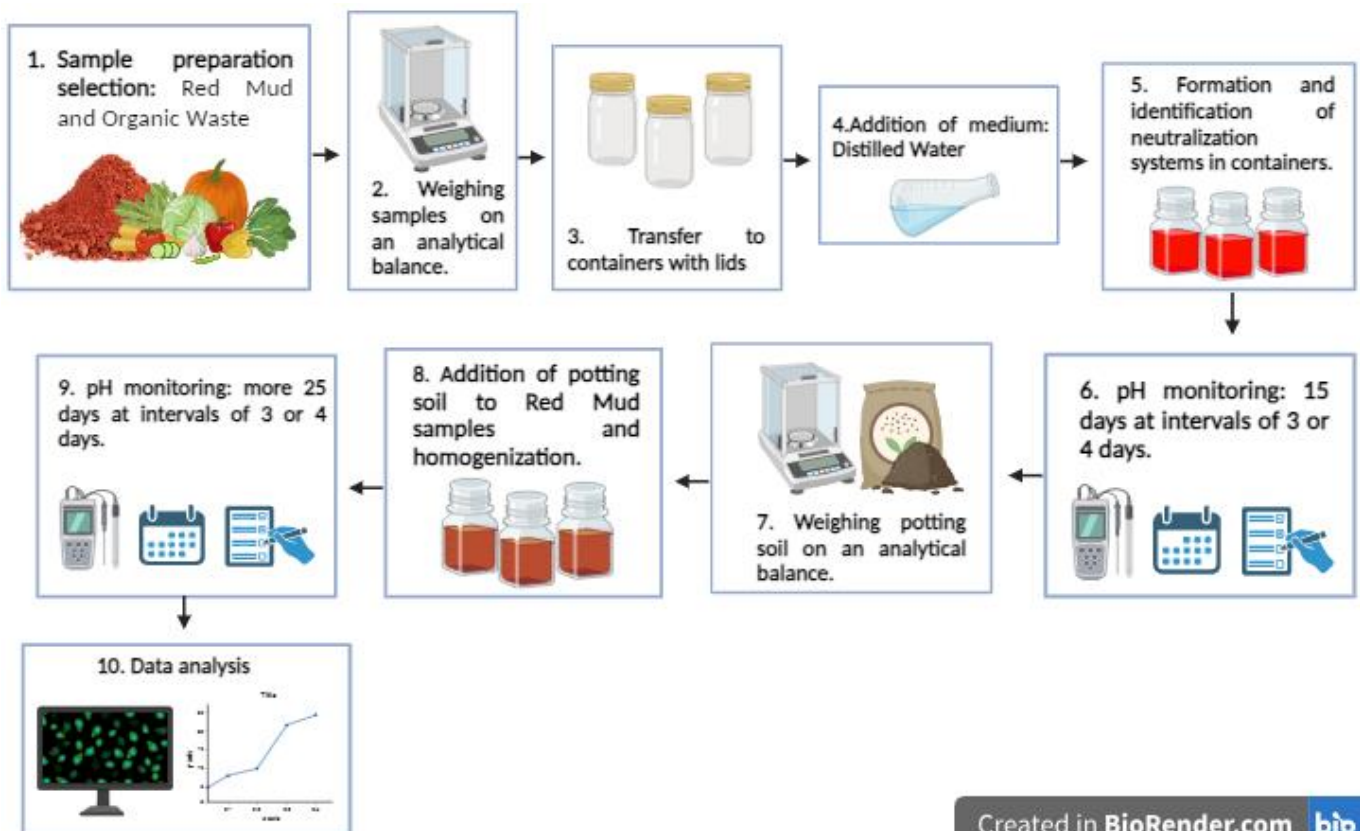 1. Sample preparation
selection: Red Mud
and Organic Waste
2. Weighing
samples on
an analytical
balance.
3. Transfer to
containers with lids
4.Addition of medium:
Distilled Water
5. Formation and
identification of
neutralization
systems in containers.
6. pH monitoring: 15
days at intervals of 3 or
4 days.
7. Weighing potting
soil on an analytical
balance.
8. Addition of potting
soil to Red Mud
samples and
homogenization.
9. pH monitoring: more 25
days at intervals of 3 or 4
days.
10. Data analysis
Title
Created in BioRender.com bio